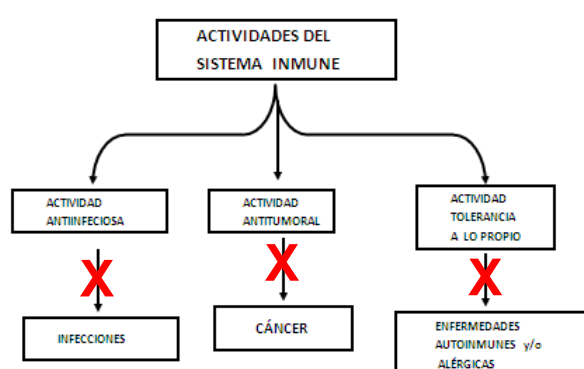 ACTIVIDADES DEL
SISTEMA INMUNE
ACTIVIDAD
ANTIINFECIOSA
ACTIVIDAD
ANTITUMORAL
ACTIVIDAD
TOLERANCIA
A LO PROPIO
X
X
X
INFECCIONES
CÁNCER
ENFERMEDADES
AUTOINMUNES y/o
ALÉRGICAS